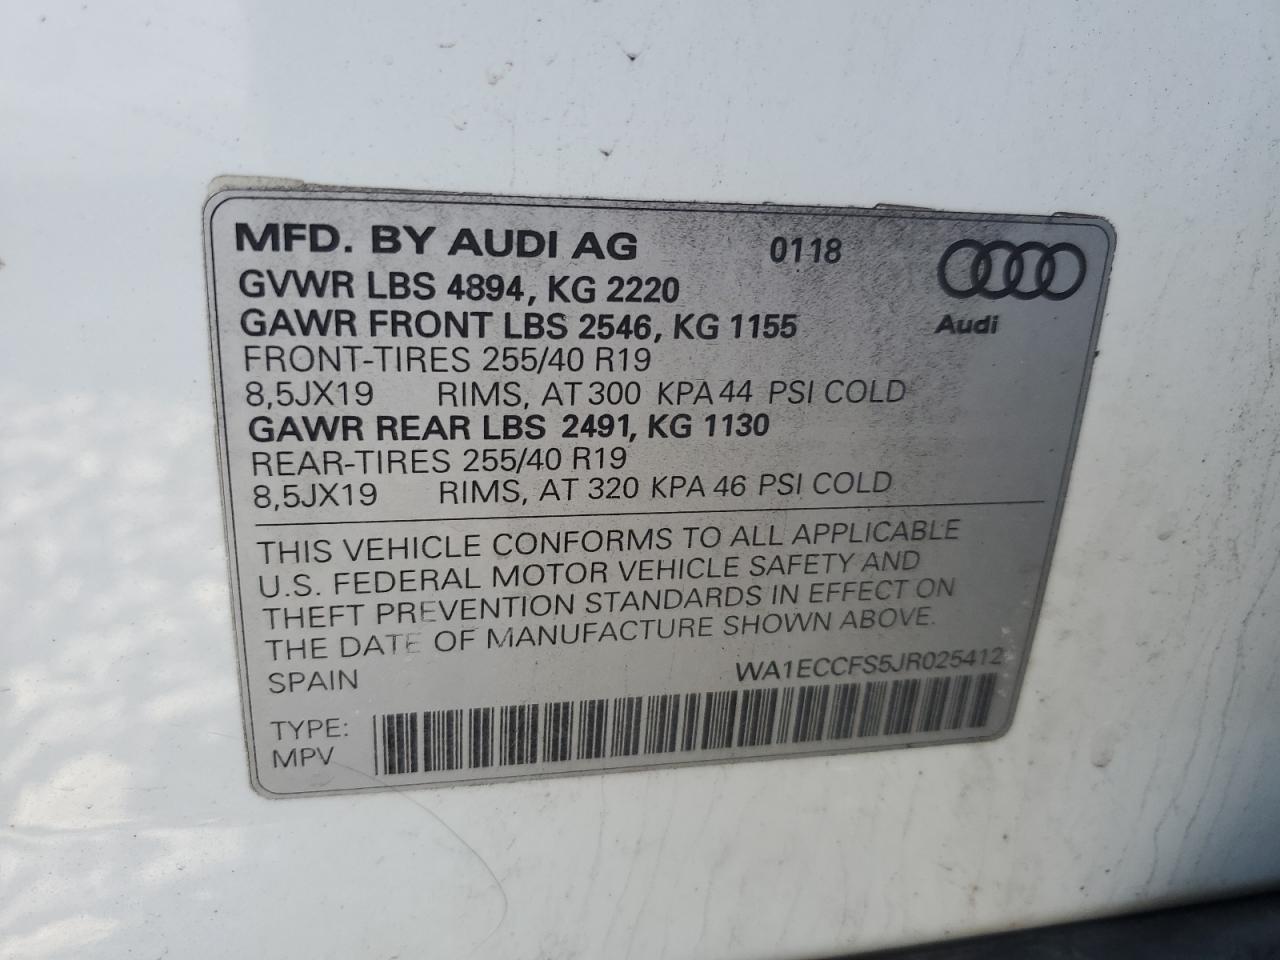 MFD. BY AUDI AG 0118
GVWR LBS 4894, KG 2220
GAWR FRONT LBS 2546, KG 1155
Audi
FRONT-TIRES 255/40 R19
8,5JX19 RIMS, AT 300 KPA 44 PSI COLD
GAWR REAR LBS 2491, KG 1130
REAR-TIRES 255/40 R19
8,5JX19 RIMS, AT 320 KPA 46 PSI COLD
THIS VEHICLE CONFORMS TO ALL APPLICABLE
U.S. FEDERAL MOTOR VEHICLE SAFETY AND
THEFT PREVENTION STANDARDS IN EFFECT ON
THE DATE OF MANUFACTURE SHOWN ABOVE.
SPAIN WA1ECCFS5JR025412
TYPE:
MPV